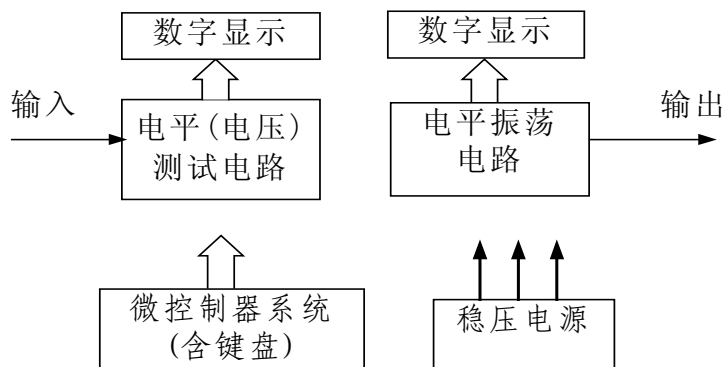 数字显示
数字显示
输入
电平(电压)
测试电路
电平振荡
电路
输出
微控制器系统
(含键盘)
稳压电源